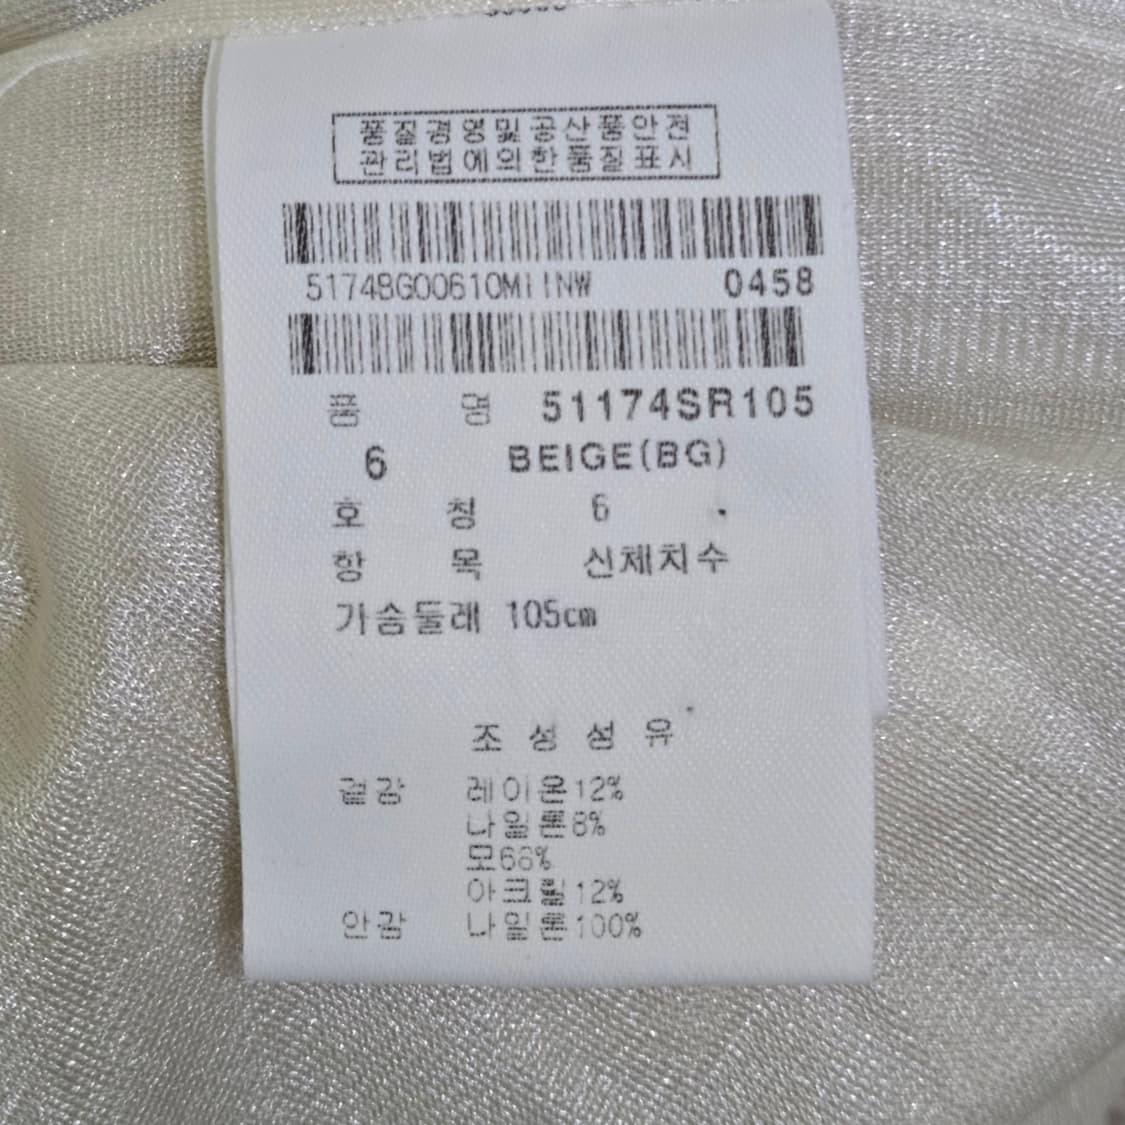 품질경영및공산품안전
관리법에의한품질표시
5174BG00610MIINW 0458
품 명 51174SR105
6 BEIGE(BG)
호 칭 6
항 목 신체치수
가슴둘레 105cm
조성섬유
겉감 레이온12%
나일론8%
모68%
아크릴12%
안감 나일론100%